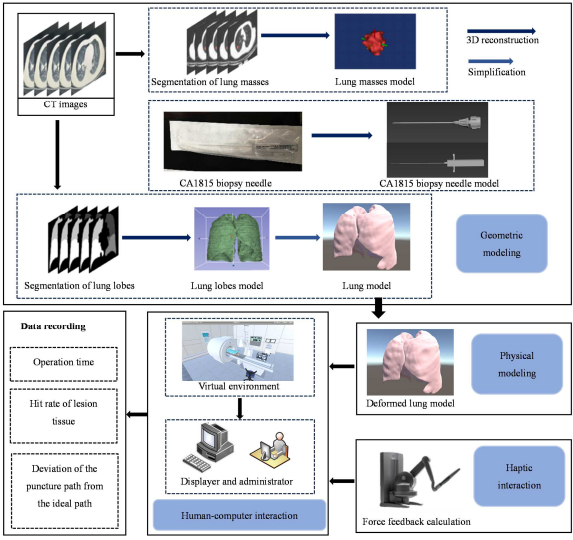 CT images
Segmentation of lung masses
Lung masses model
3D reconstruction
Simplification
CA1815 biopsy needle
CA1815 biopsy needle model
Segmentation of lung lobes
Lung lobes model
Lung model
Geometric
modeling
Data recording
Operation time
Hit rate of lesion
tissue
Deviation of the
puncture path from
the ideal path
Virtual environment
Displayer and administrator
Human-computer interaction
Deformed lung model
Physical
modeling
Force feedback calculation
Haptic
interaction